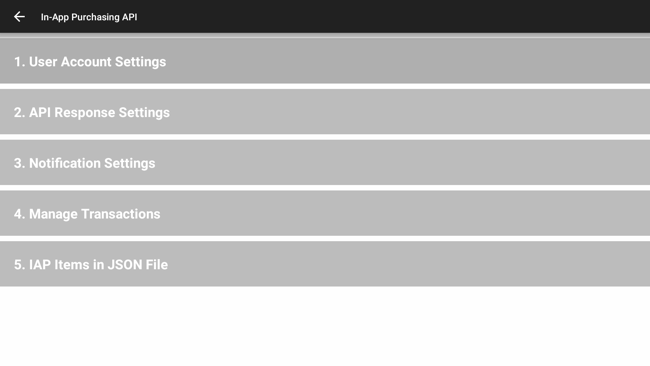 In-App Purchasing API
1. User Account Settings
2. API Response Settings
3. Notification Settings
4. Manage Transactions
5. IAP Items in JSON File